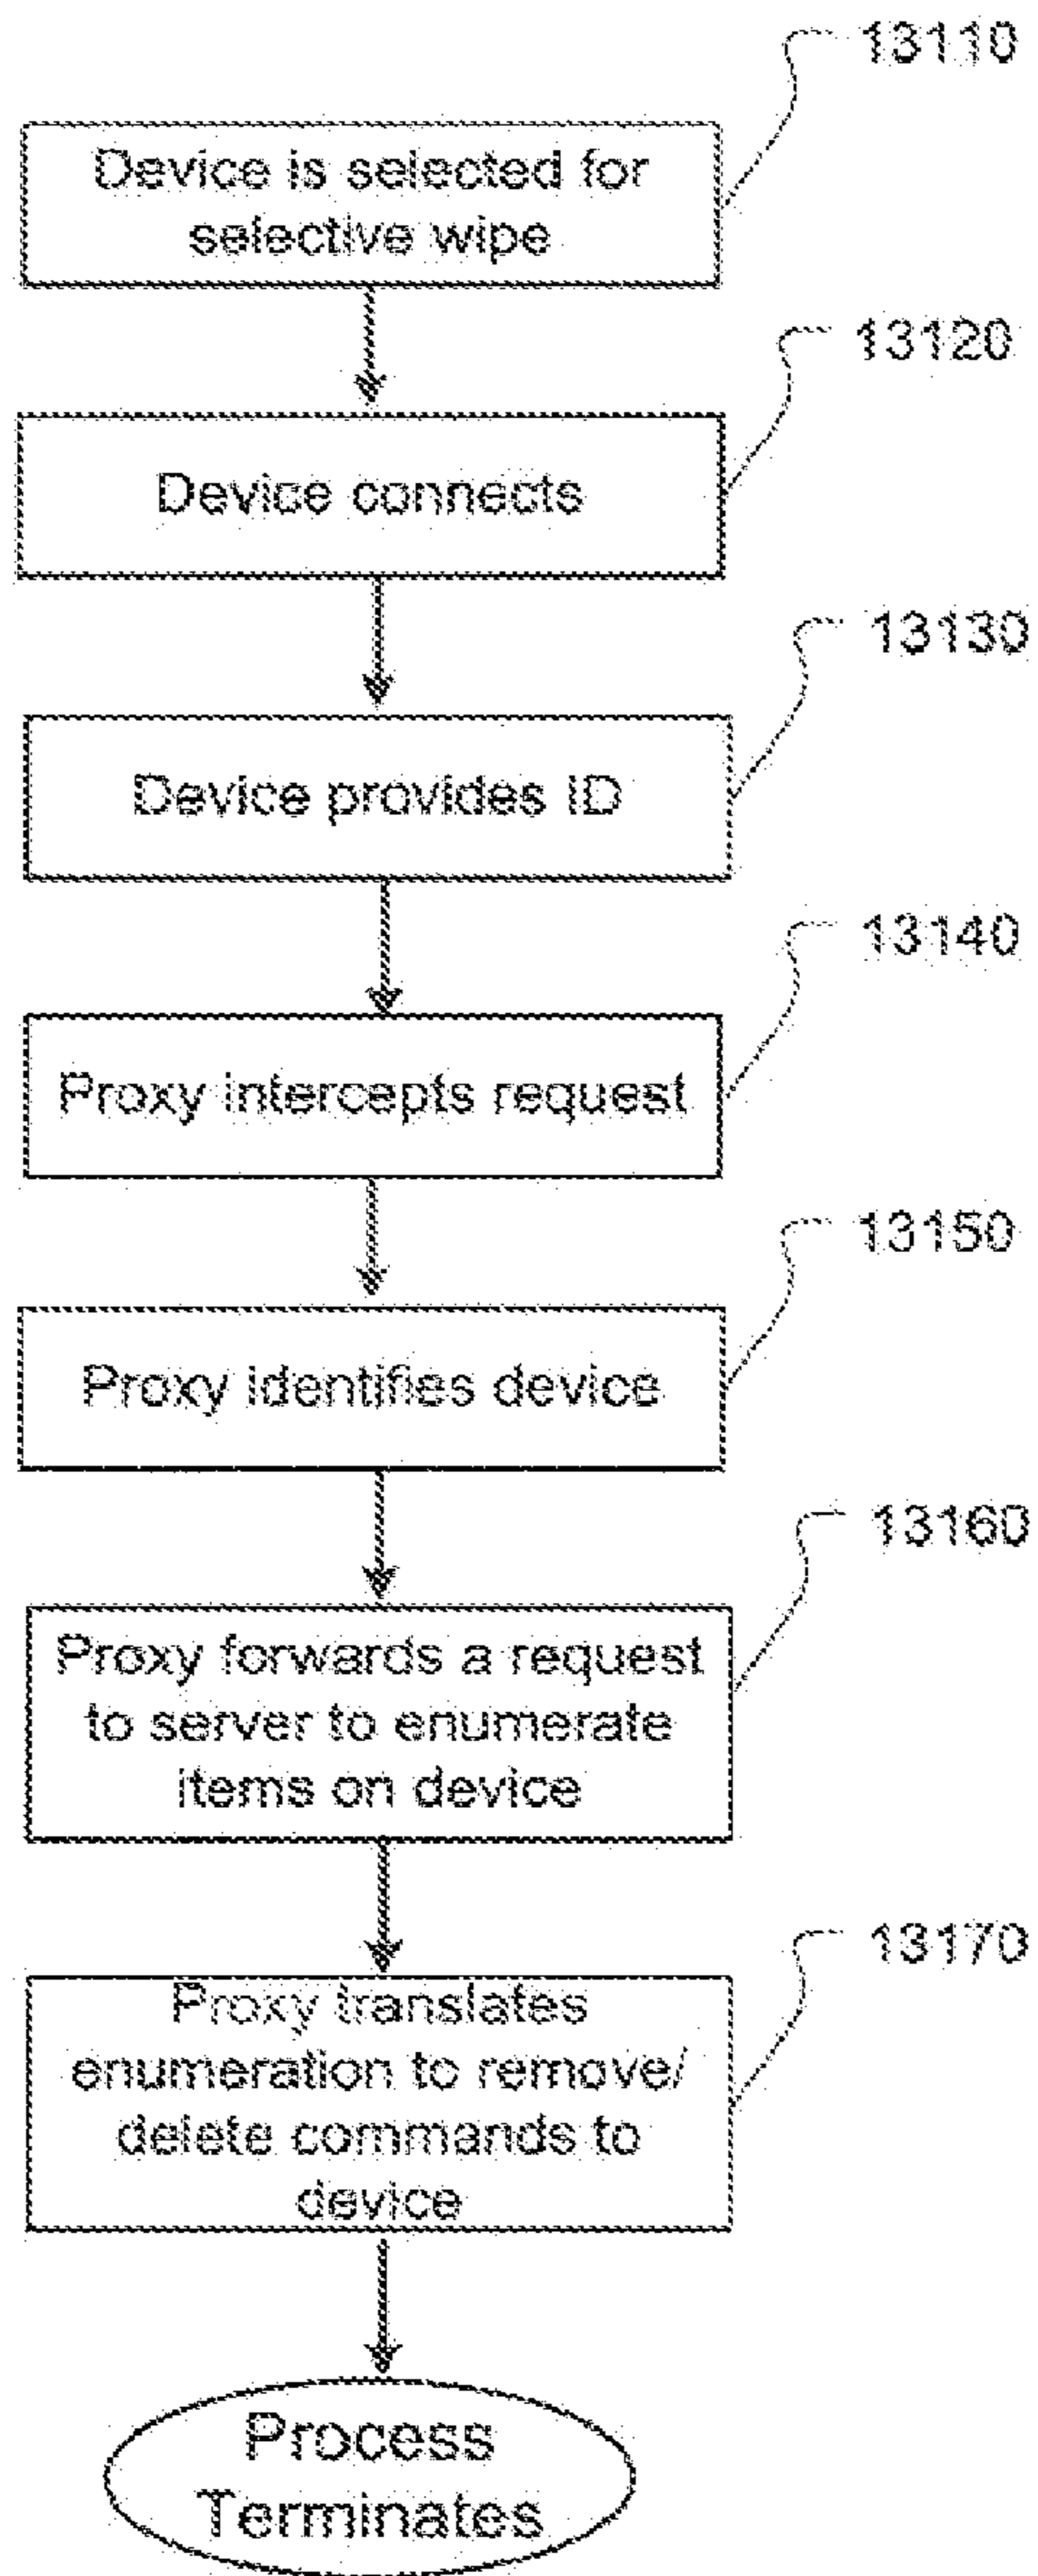 13110
Device is selected for
selective wipe
13120
Device connects
13130
Device provides ID
13140
Proxy intercepts request
13150
Proxy identifies device
13160
Proxy forwards a request
to server to enumerate
items on device
13170
Proxy translates
enumeration to remove/
delete commands to
device
Process
Terminates